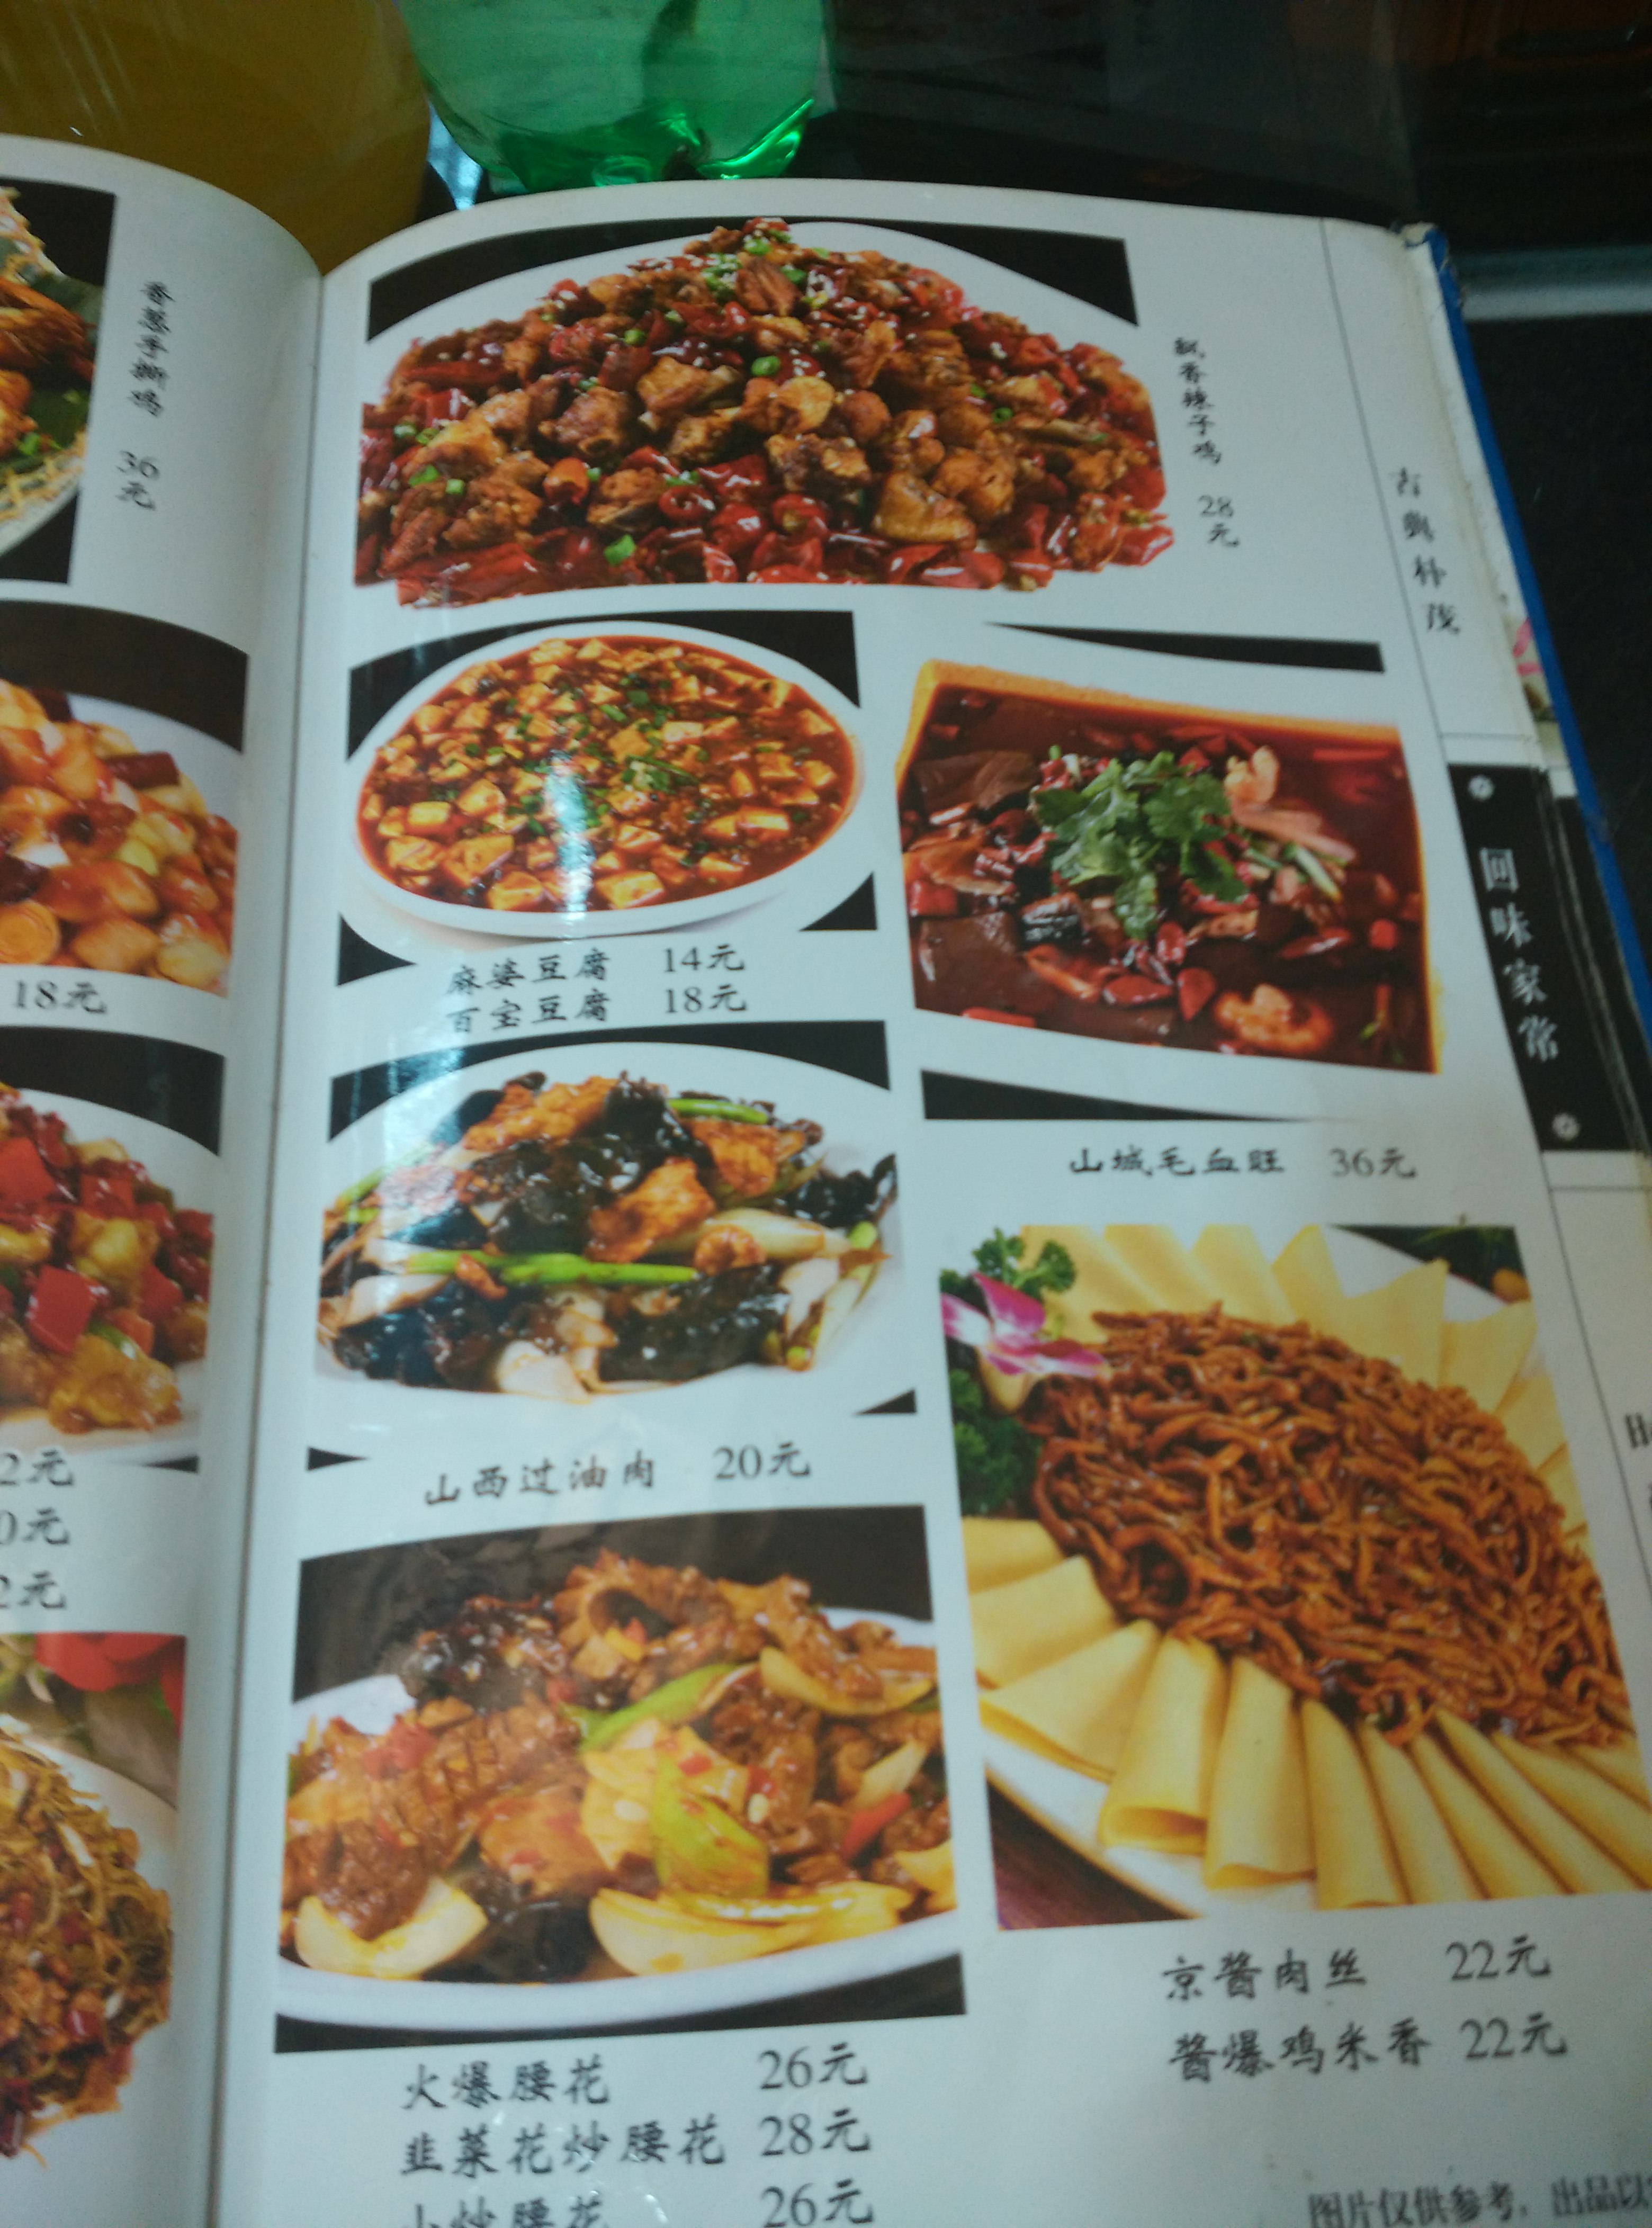 香葱手撕鸡 36元
18元
2元
0元
2元
飘香辣子鸡 28元
麻婆豆腐 14元
百宝豆腐 18元
山城毛血旺 36元
山西过油肉 20元
京酱肉丝 22元
酱爆鸡米香 22元
火爆腰花 26元
韭菜花炒腰花 28元
小炒腰花 26元
图片仅供参考，出品以
古典朴茂
回味家常